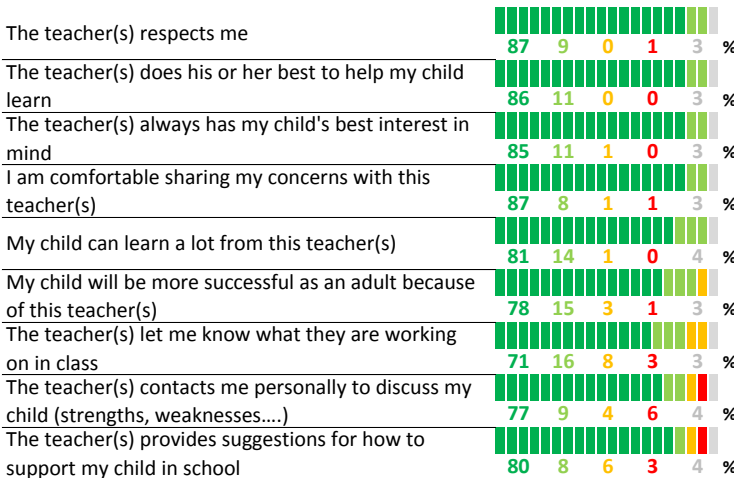 The teacher(s) respects me
87 9 0 1 3 %
The teacher(s) does his or her best to help my child
learn
86 11 0 0 3 %
The teacher(s) always has my child's best interest in
mind
85 11 1 0 3 %
I am comfortable sharing my concerns with this
teacher(s)
87 8 1 1 3 %
My child can learn a lot from this teacher(s)
81 14 1 0 4 %
My child will be more successful as an adult because
of this teacher(s)
78 15 3 1 3 %
The teacher(s) let me know what they are working
on in class
71 16 8 3 3 %
The teacher(s) contacts me personally to discuss my
child (strengths, weaknesses….)
77 9 4 6 4 %
The teacher(s) provides suggestions for how to
support my child in school
80 8 6 3 4 %